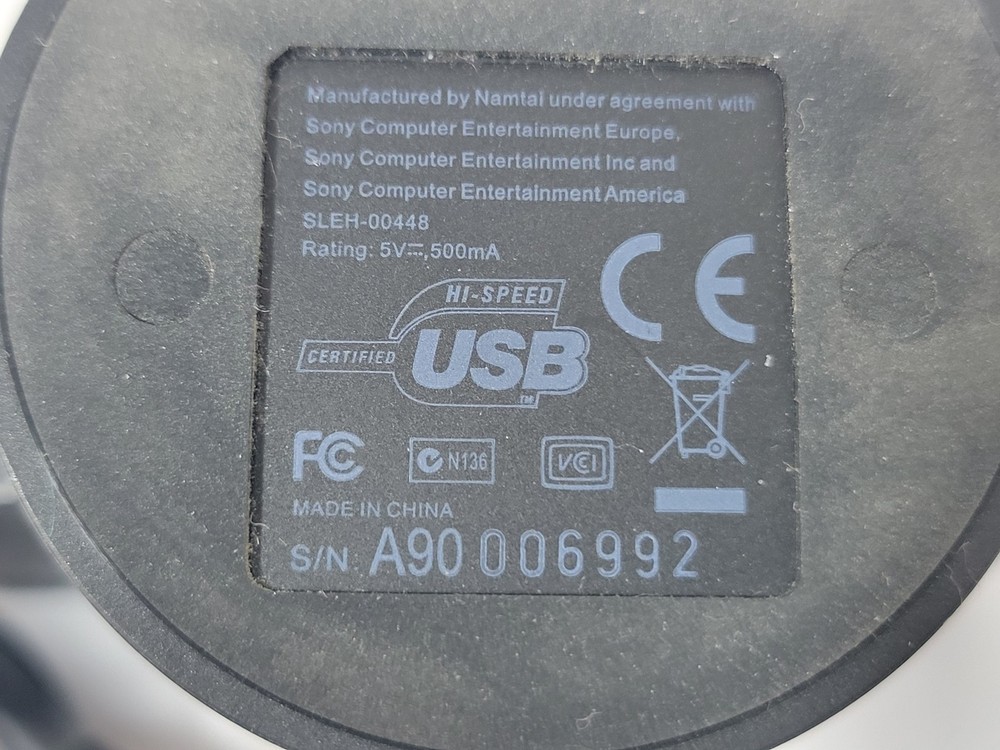 Manufactured by Namtai under agreement with
Sony Computer Entertainment Europe,
Sony Computer Entertainment Inc and
Sony Computer Entertainment America
SLEH-00448
Rating: 5V⎓,500mA
HI-SPEED
CERTIFIED USB
TM
CE
FC N136 VCI
MADE IN CHINA
S/N A90 006992